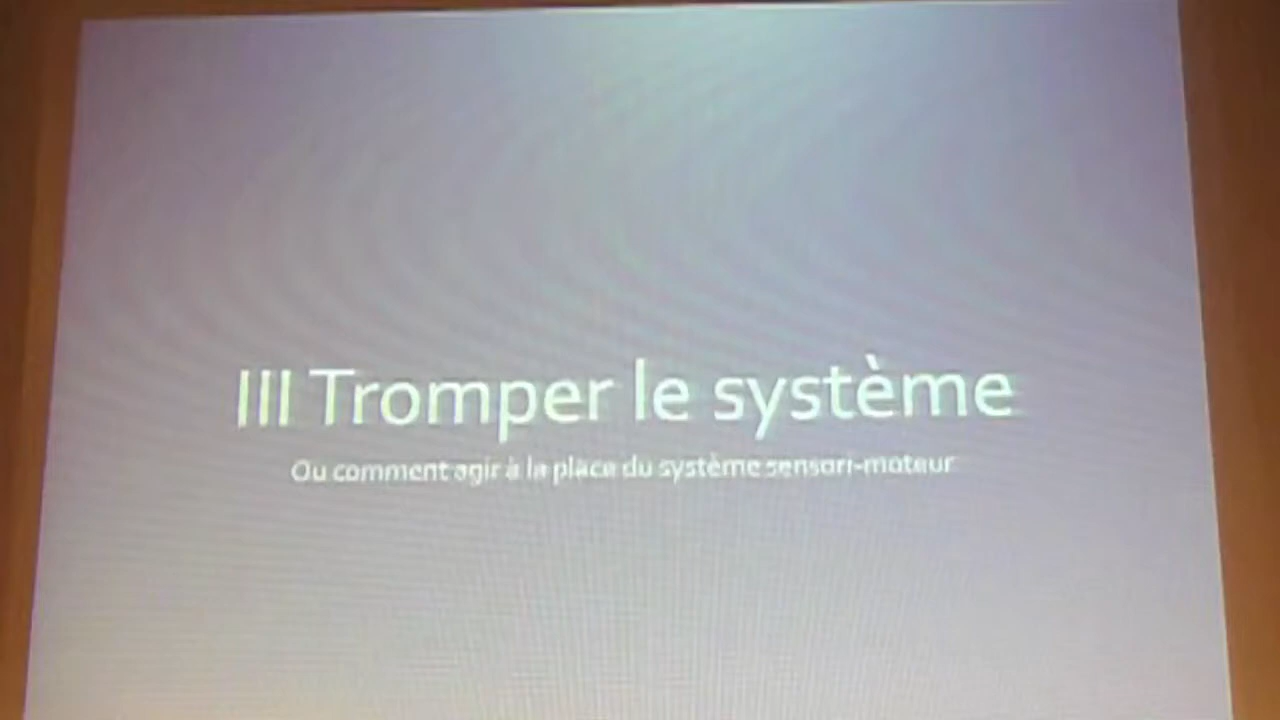 III Tromper le système
Ou comment agir à la place du système sensori-moteur